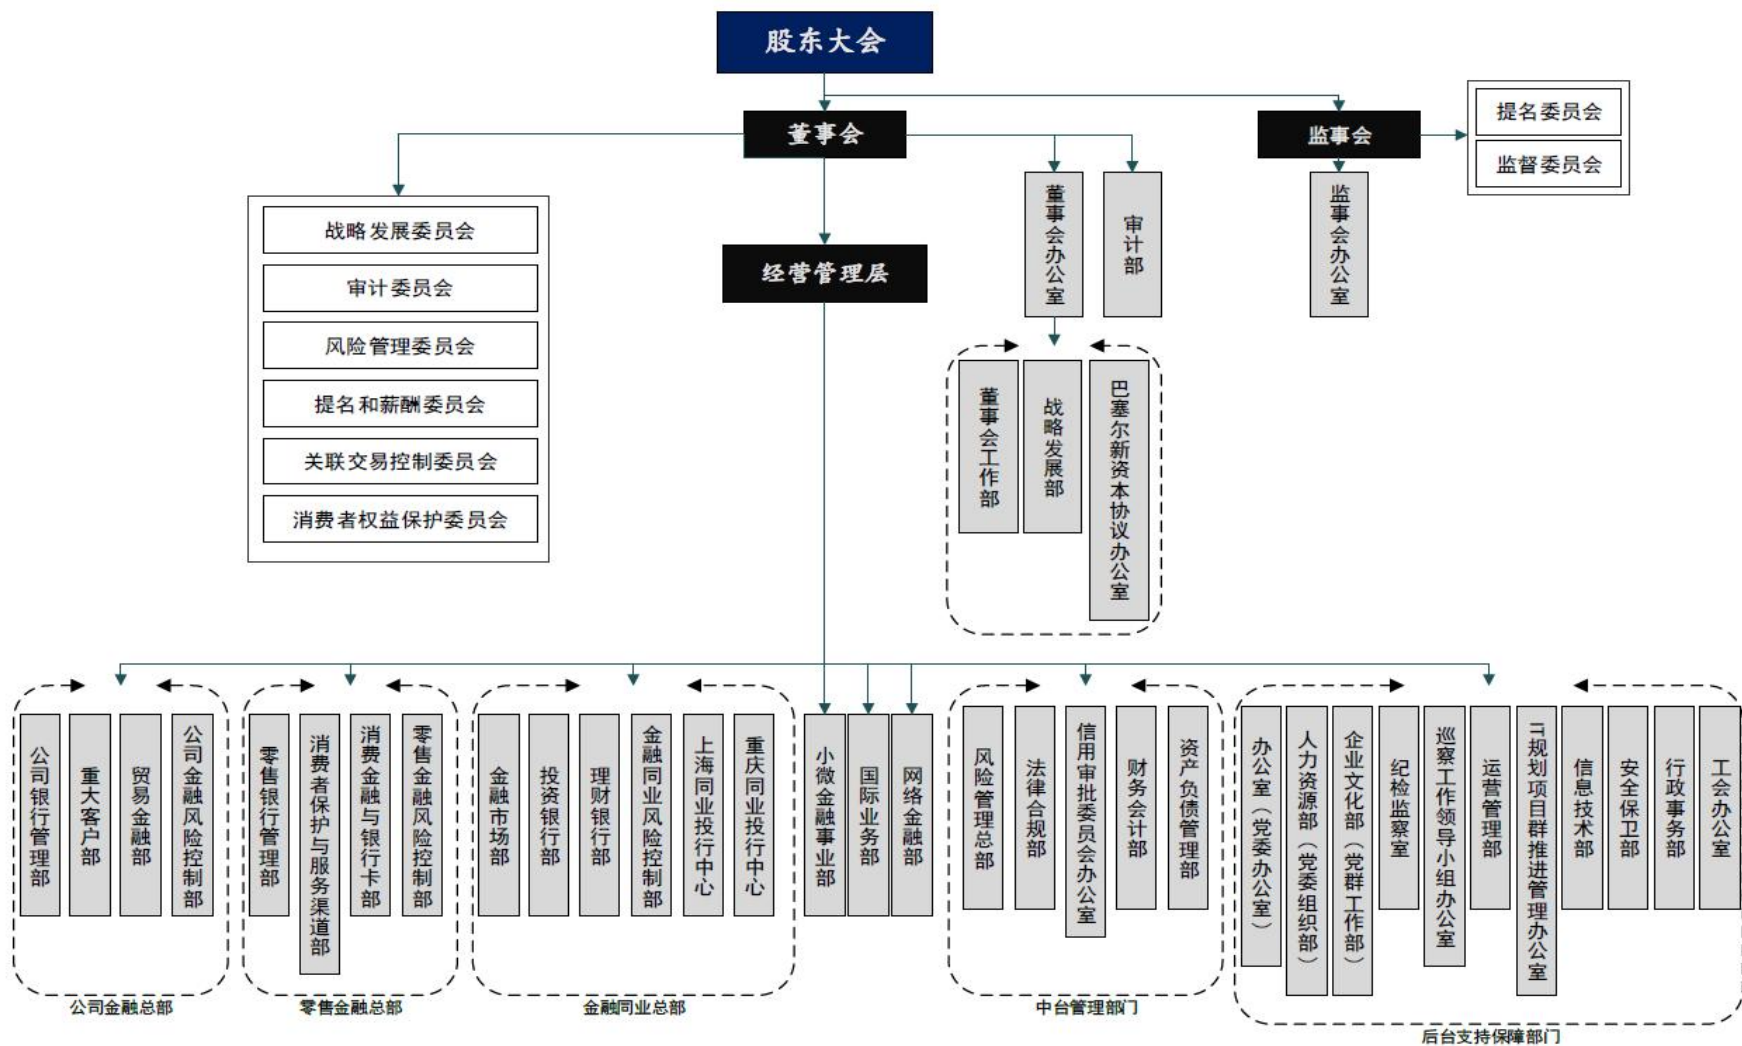 股东大会
董事会
监事会
提名委员会
监督委员会
战略发展委员会
审计委员会
风险管理委员会
提名和薪酬委员会
关联交易控制委员会
消费者权益保护委员会
经营管理层
董事会办公室
审计部
监事会办公室
董事会工作部
战略发展部
巴塞尔新资本协议办公室
公司银行管理部
重大客户部
贸易金融部
公司金融风险控制部
公司金融总部
零售银行管理部
消费者保护与服务渠道部
消费金融与银行卡部
零售金融风险控制部
零售金融总部
金融市场部
投资银行部
理财银行部
金融同业风险控制部
上海同业投行中心
重庆同业投行中心
金融同业总部
小微金融事业部
国际业务部
网络金融部
风险管理总部
法律合规部
信用审批委员会办公室
财务会计部
资产负债管理部
中台管理部门
办公室（党委办公室）
人力资源部（党委组织部）
企业文化部（党群工作部）
纪检监察室
巡察工作领导小组办公室
运营管理部
IT规划项目群推进管理办公室
信息技术部
安全保卫部
行政事务部
工会办公室
后台支持保障部门